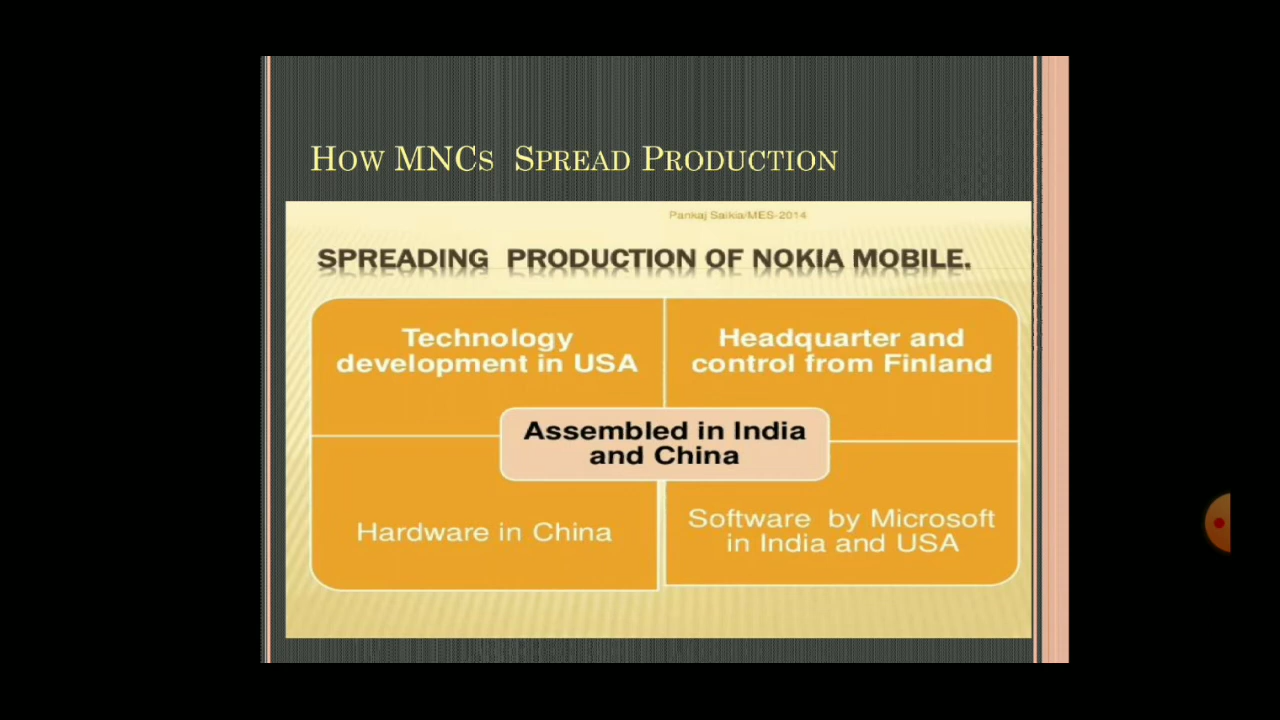 How MNCs Spread Production
Pankaj Saikia/MES-2014
SPREADING PRODUCTION OF NOKIA MOBILE.
Technology
development in USA
Headquarter and
control from Finland
Assembled in India
and China
Hardware in China
Software by Microsoft
in India and USA